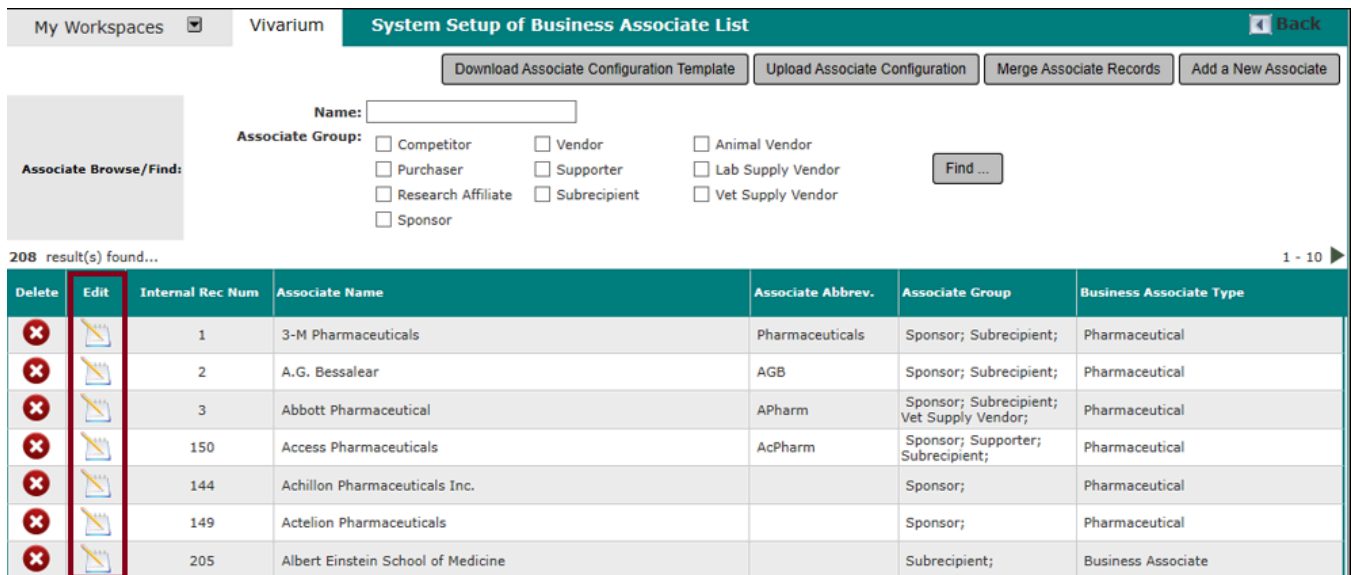 My Workspaces Vivarium System Setup of Business Associate List Back
Download Associate Configuration Template Upload Associate Configuration Merge Associate Records Add a New Associate
Name:
Associate Group:
Competitor Vendor Animal Vendor
Associate Browse/Find: Purchaser Supporter Lab Supply Vendor Find ...
Research Affiliate Subrecipient Vet Supply Vendor
Sponsor
208 result(s) found... 1 - 10
Delete Edit Internal Rec Num Associate Name Associate Abbrev. Associate Group Business Associate Type
1 3-M Pharmaceuticals Pharmaceuticals Sponsor; Subrecipient; Pharmaceutical
2 A.G. Bessalear AGB Sponsor; Subrecipient; Pharmaceutical
3 Abbott Pharmaceutical APharm Sponsor; Subrecipient; Pharmaceutical
Vet Supply Vendor;
150 Access Pharmaceuticals AcPharm Sponsor; Supporter; Pharmaceutical
Subrecipient;
144 Achillon Pharmaceuticals Inc. Sponsor; Pharmaceutical
149 Actelion Pharmaceuticals Sponsor; Pharmaceutical
205 Albert Einstein School of Medicine Subrecipient; Business Associate